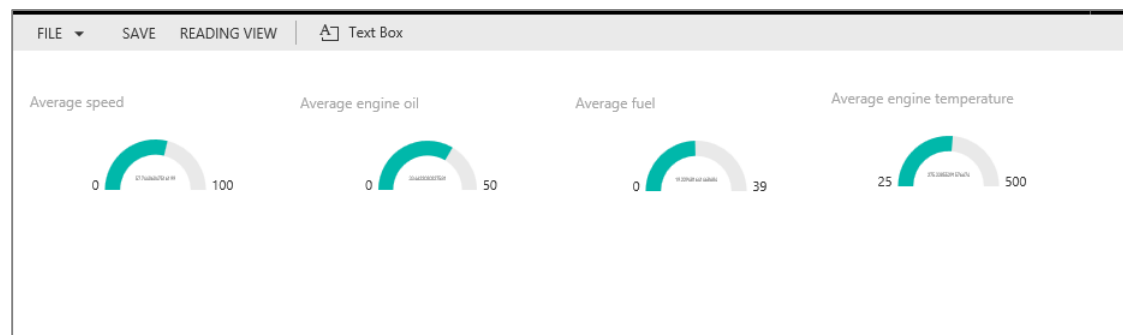 FILE SAVE READING VIEW Text Box
Average speed
0
100
Average engine oil
0
50
Average fuel
0
39
Average engine temperature
25
500